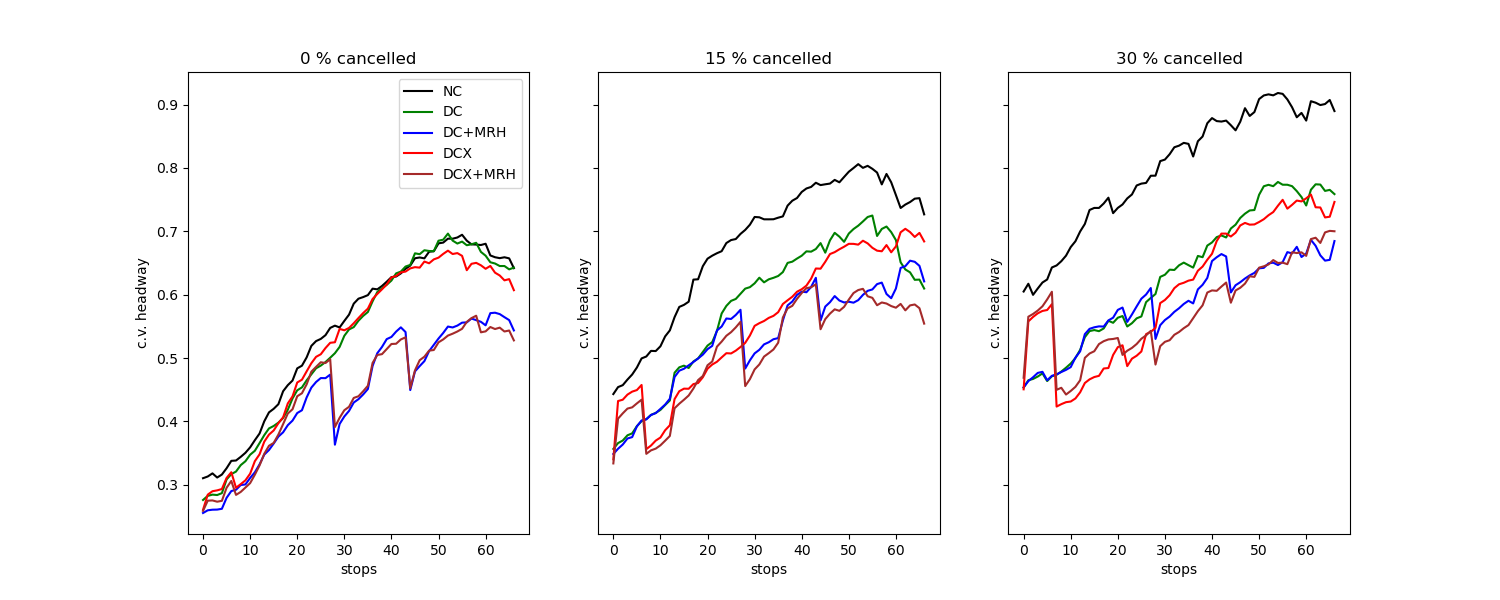 0 % cancelled
15 % cancelled
30 % cancelled
NC
DC
DC+MRH
DCX
DCX+MRH
0.9
0.8
0.7
0.6
0.5
0.4
0.3
c.v. headway
c.v. headway
c.v. headway
0 10 20 30 40 50 60
0 10 20 30 40 50 60
0 10 20 30 40 50 60
stops
stops
stops